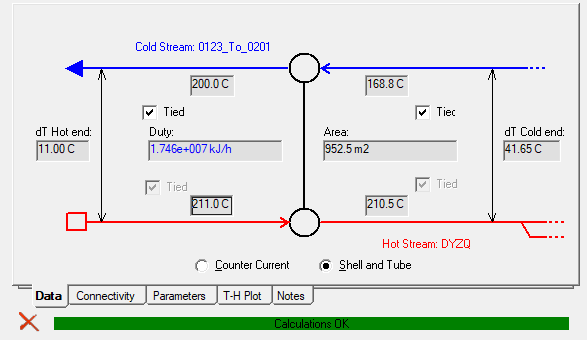 Cold Stream: 0123_To_0201
200.0 C
168.8 C
Tied
Tied
dT Hot end:
Duty:
Area:
dT Cold end:
11.00 C
1.746e+007 kJ/h
952.5 m2
41.65 C
Tied
Tied
211.0 C
210.5 C
Hot Stream: DYZQ
Counter Current
Shell and Tube
Data
Connectivity
Parameters
T-H Plot
Notes
Calculations OK